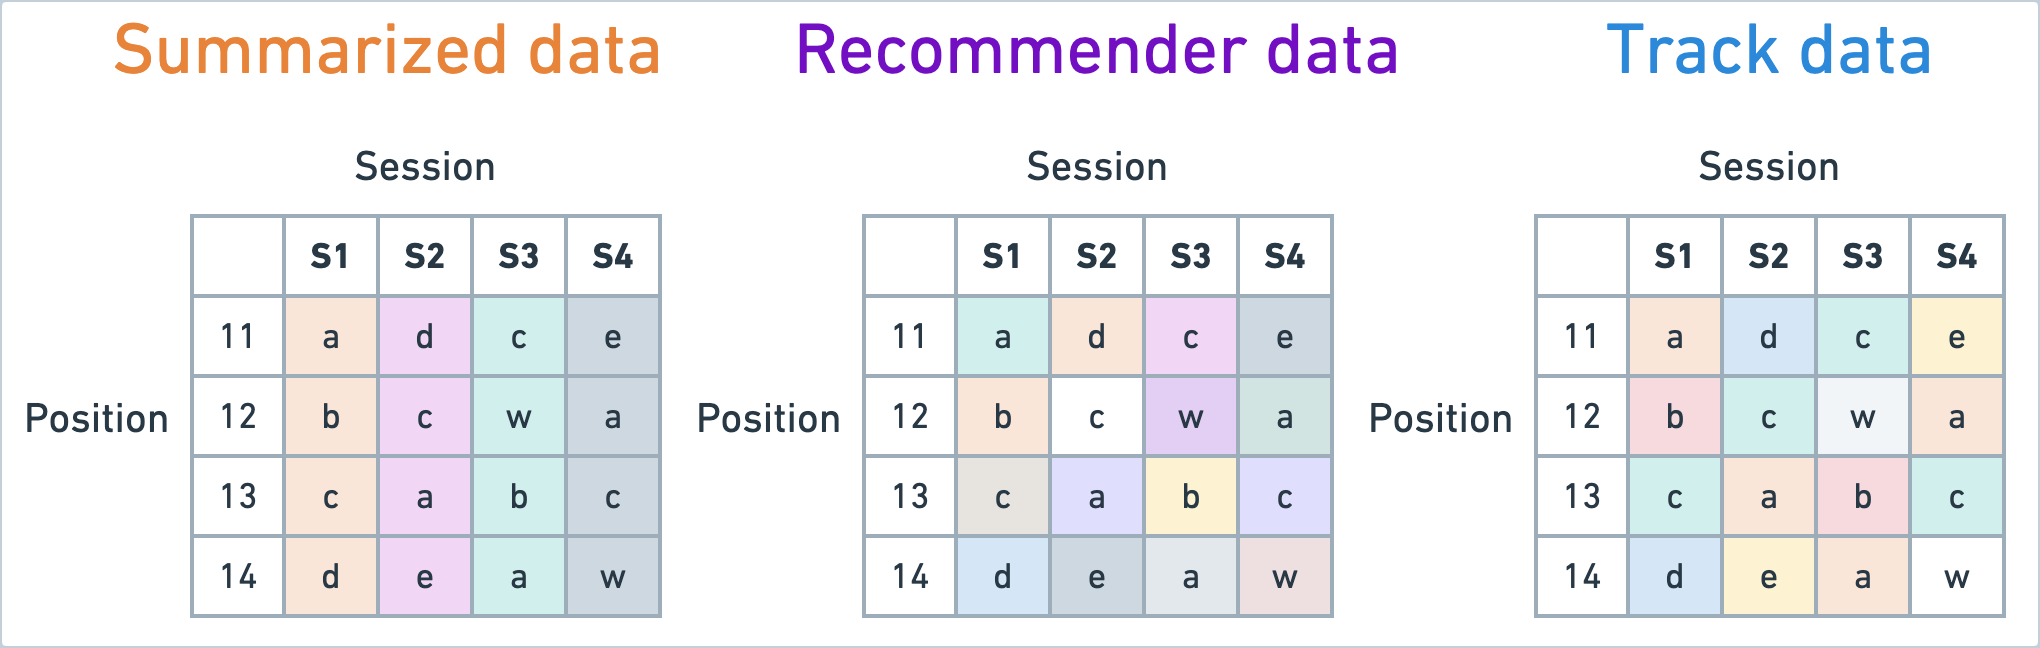 Summarized data
Session
S1 S2 S3 S4
11 a d c e
Position
12 b c w a
13 c a b c
14 d e a w
Recommender data
Session
S1 S2 S3 S4
11 a d c e
Position
12 b c w a
13 c a b c
14 d e a w
Track data
Session
S1 S2 S3 S4
11 a d c e
Position
12 b c w a
13 c a b c
14 d e a w